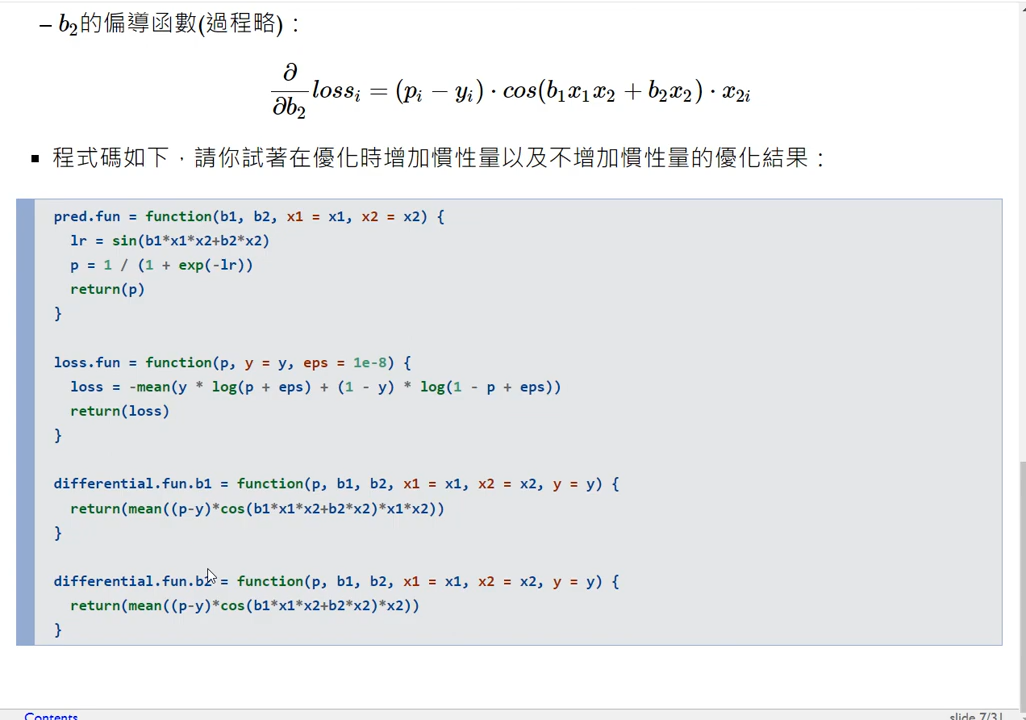 – b₂的偏導函數(過程略)：
∂/∂b₂ lossᵢ = (pᵢ − yᵢ) · cos(b₁x₁x₂ + b₂x₂) · x₂ᵢ
▪ 程式碼如下，請你試著在優化時增加慣性量以及不增加慣性量的優化結果：
pred.fun = function(b1, b2, x1 = x1, x2 = x2) {
  lr = sin(b1*x1*x2+b2*x2)
  p = 1 / (1 + exp(-lr))
  return(p)
}
loss.fun = function(p, y = y, eps = 1e-8) {
  loss = -mean(y * log(p + eps) + (1 - y) * log(1 - p + eps))
  return(loss)
}
differential.fun.b1 = function(p, b1, b2, x1 = x1, x2 = x2, y = y) {
  return(mean((p-y)*cos(b1*x1*x2+b2*x2)*x1*x2))
}
differential.fun.b2 = function(p, b1, b2, x1 = x1, x2 = x2, y = y) {
  return(mean((p-y)*cos(b1*x1*x2+b2*x2)*x2))
}
Contents
slide 7/31